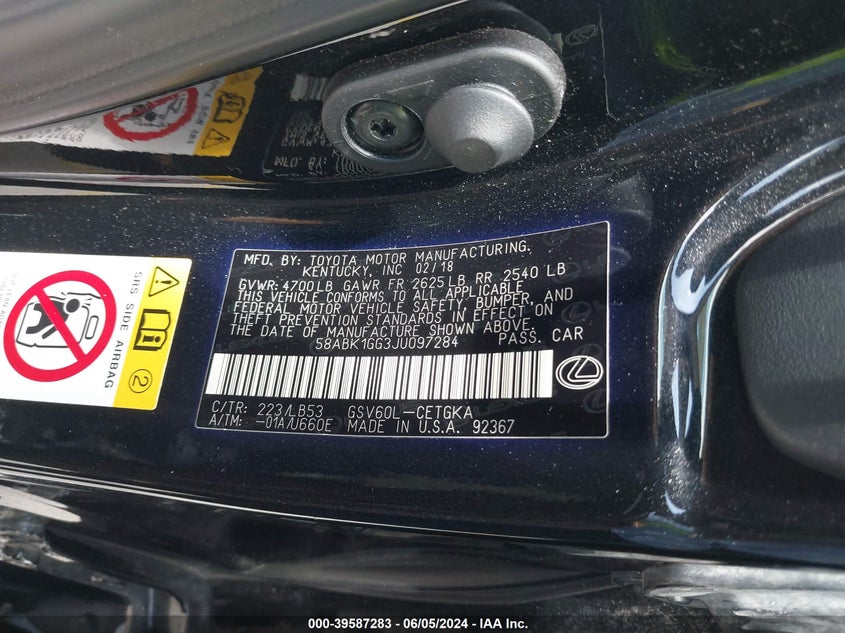 MFD. BY: TOYOTA MOTOR MANUFACTURING,
KENTUCKY, INC 02/18
GVWR: 4700LB GAWR FR 2625LB RR 2540 LB
THIS VEHICLE CONFORMS TO ALL APPLICABLE
FEDERAL MOTOR VEHICLE SAFETY, BUMPER, AND
THEFT PREVENTION STANDARDS IN EFFECT ON
THE DATE OF MANUFACTURE SHOWN ABOVE.
58ABK1GG3JU097284 PASS. CAR
C/TR: 223/LB53 GSV60L-CETGKA
A/TM: -01A/U660E MADE IN U.S.A. 92367
SRS SIDE AIRBAG
2
000-39587283 - 06/05/2024 - IAA Inc.